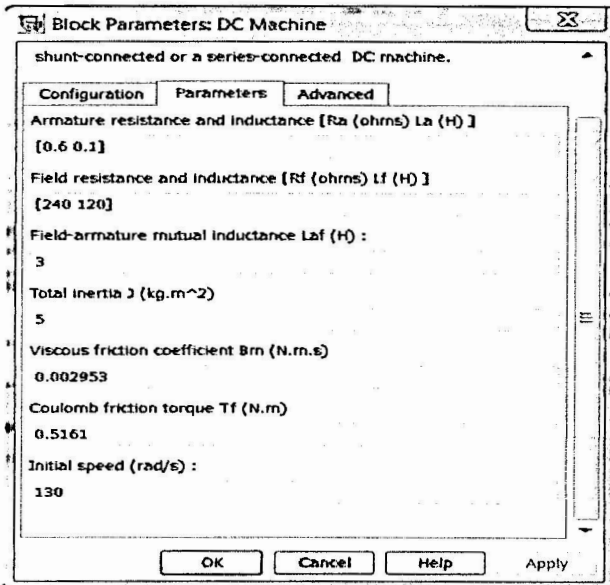 Block Parameters: DC Machine
shunt-connected or a series-connected DC machine.
Configuration Parameters Advanced
Armature resistance and inductance [Ra (ohms) La (H) ]
[0.6 0.1]
Field resistance and inductance [Rf (ohms) Lf (H) ]
[240 120]
Field-armature mutual inductance Laf (H) :
3
Total inertia J (kg.m^2)
5
Viscous friction coefficient Bm (N.m.s)
0.002953
Coulomb friction torque Tf (N.m)
0.5161
Initial speed (rad/s) :
130
OK Cancel Help Apply